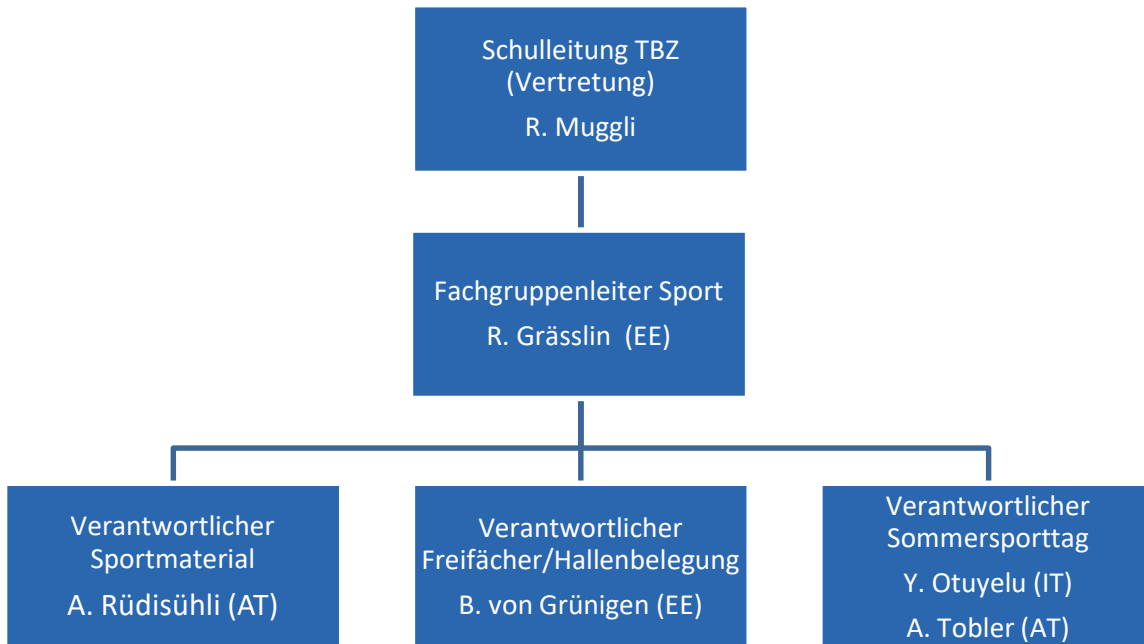 Schulleitung TBZ
(Vertretung)
R. Muggli
Fachgruppenleiter Sport
R. Grässlin (EE)
Verantwortlicher
Sportmaterial
A. Rüdisühli (AT)
Verantwortlicher
Freifächer/Hallenbelegung
B. von Grünigen (EE)
Verantwortlicher
Sommersporttag
Y. Otuyelu (IT)
A. Tobler (AT)